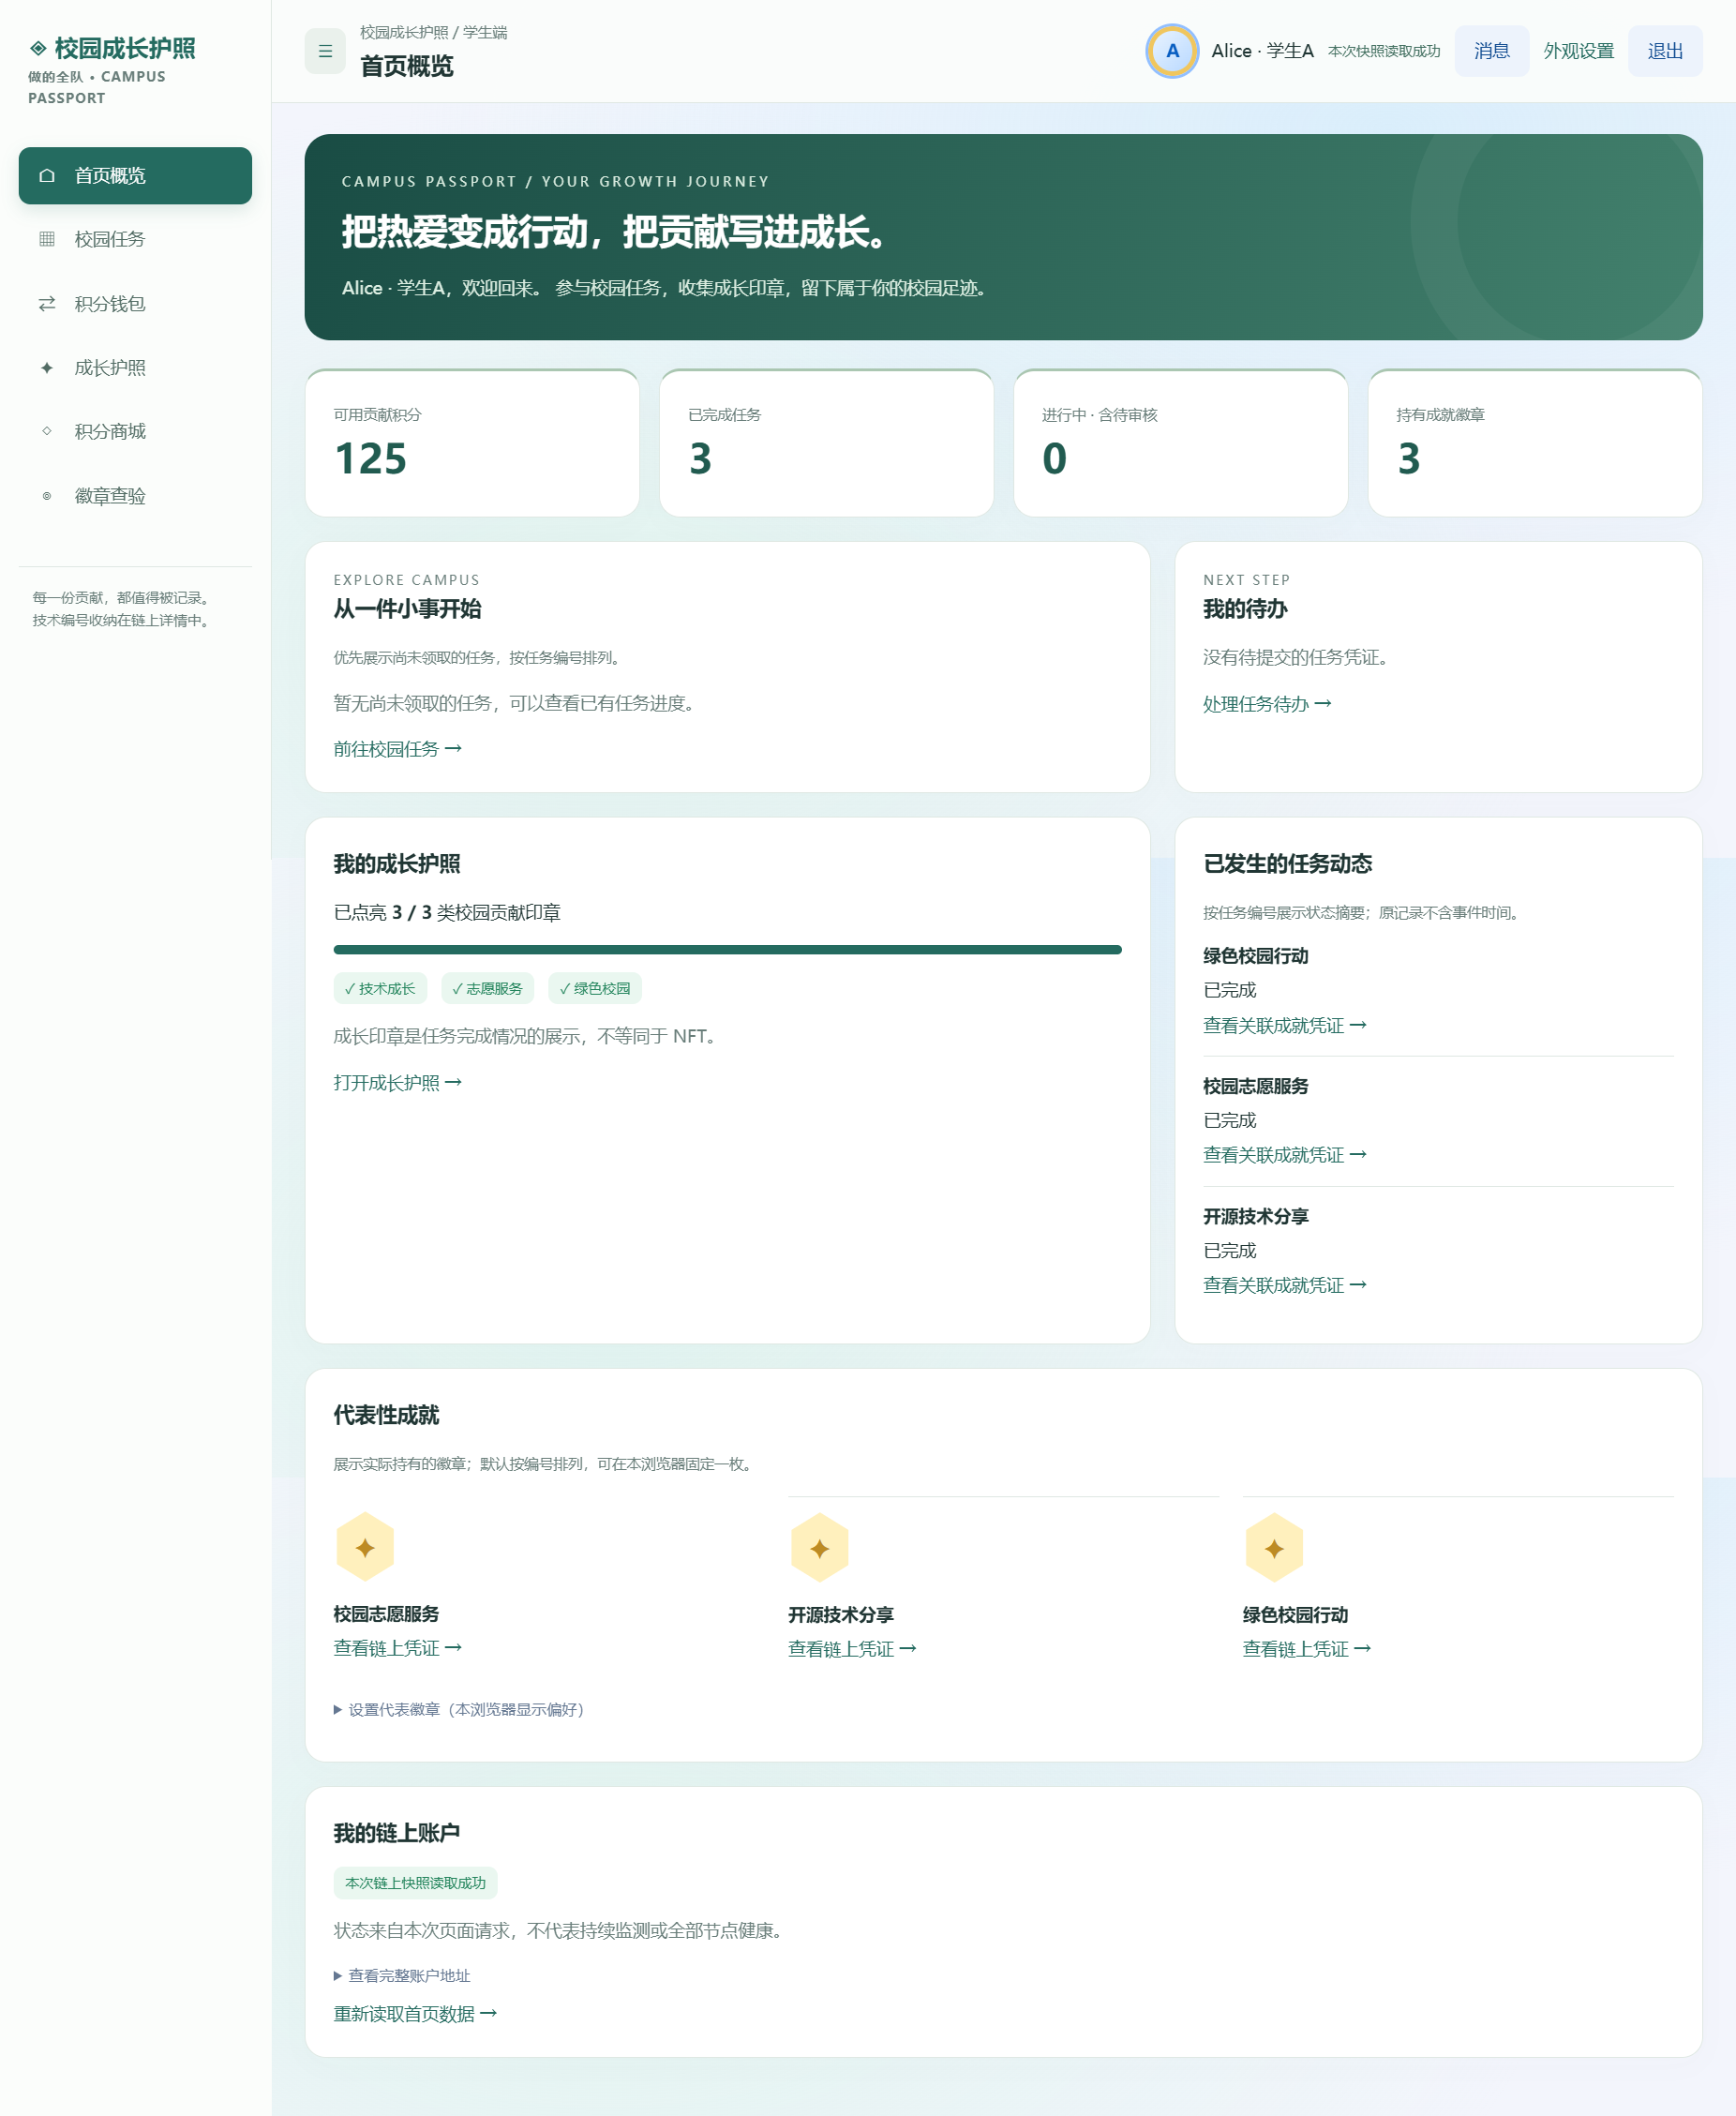 校园成长护照
做的全队 • CAMPUS
PASSPORT
首页概览
校园任务
积分钱包
成长护照
积分商城
徽章查验
每一份贡献，都值得被记录。
技术编号收纳在链上详情中。
校园成长护照 / 学生端
首页概览
A
Alice · 学生A
本次快照读取成功
消息
外观设置
退出
CAMPUS PASSPORT / YOUR GROWTH JOURNEY
把热爱变成行动，把贡献写进成长。
Alice · 学生A，欢迎回来。 参与校园任务，收集成长印章，留下属于你的校园足迹。
可用贡献积分
125
已完成任务
3
进行中 · 含待审核
0
持有成就徽章
3
EXPLORE CAMPUS
从一件小事开始
优先展示尚未领取的任务，按任务编号排列。
暂无尚未领取的任务，可以查看已有任务进度。
前往校园任务 →
NEXT STEP
我的待办
没有待提交的任务凭证。
处理任务待办 →
我的成长护照
已点亮 3 / 3 类校园贡献印章
✓ 技术成长
✓ 志愿服务
✓ 绿色校园
成长印章是任务完成情况的展示，不等同于 NFT。
打开成长护照 →
已发生的任务动态
按任务编号展示状态摘要；原记录不含事件时间。
绿色校园行动
已完成
查看关联成就凭证 →
校园志愿服务
已完成
查看关联成就凭证 →
开源技术分享
已完成
查看关联成就凭证 →
代表性成就
展示实际持有的徽章；默认按编号排列，可在本浏览器固定一枚。
校园志愿服务
查看链上凭证 →
开源技术分享
查看链上凭证 →
绿色校园行动
查看链上凭证 →
▶ 设置代表徽章（本浏览器显示偏好）
我的链上账户
本次链上快照读取成功
状态来自本次页面请求，不代表持续监测或全部节点健康。
▶ 查看完整账户地址
重新读取首页数据 →